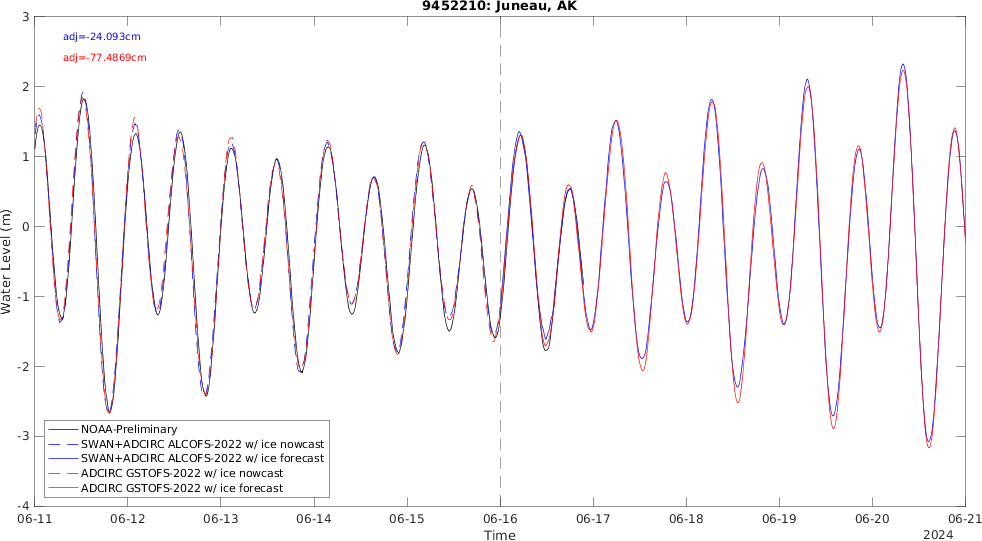 9452210: Juneau, AK
adj=-24.093cm
adj=-77.4869cm
3
2
1
0
-1
-2
-3
-4
Water Level (m)
NOAA-Preliminary
SWAN+ADCIRC ALCOFS-2022 w/ ice nowcast
SWAN+ADCIRC ALCOFS-2022 w/ ice forecast
ADCIRC GSTOFS-2022 w/ ice nowcast
ADCIRC GSTOFS-2022 w/ ice forecast
06-11 06-12 06-13 06-14 06-15 06-16 06-17 06-18 06-19 06-20 06-21
Time
2024